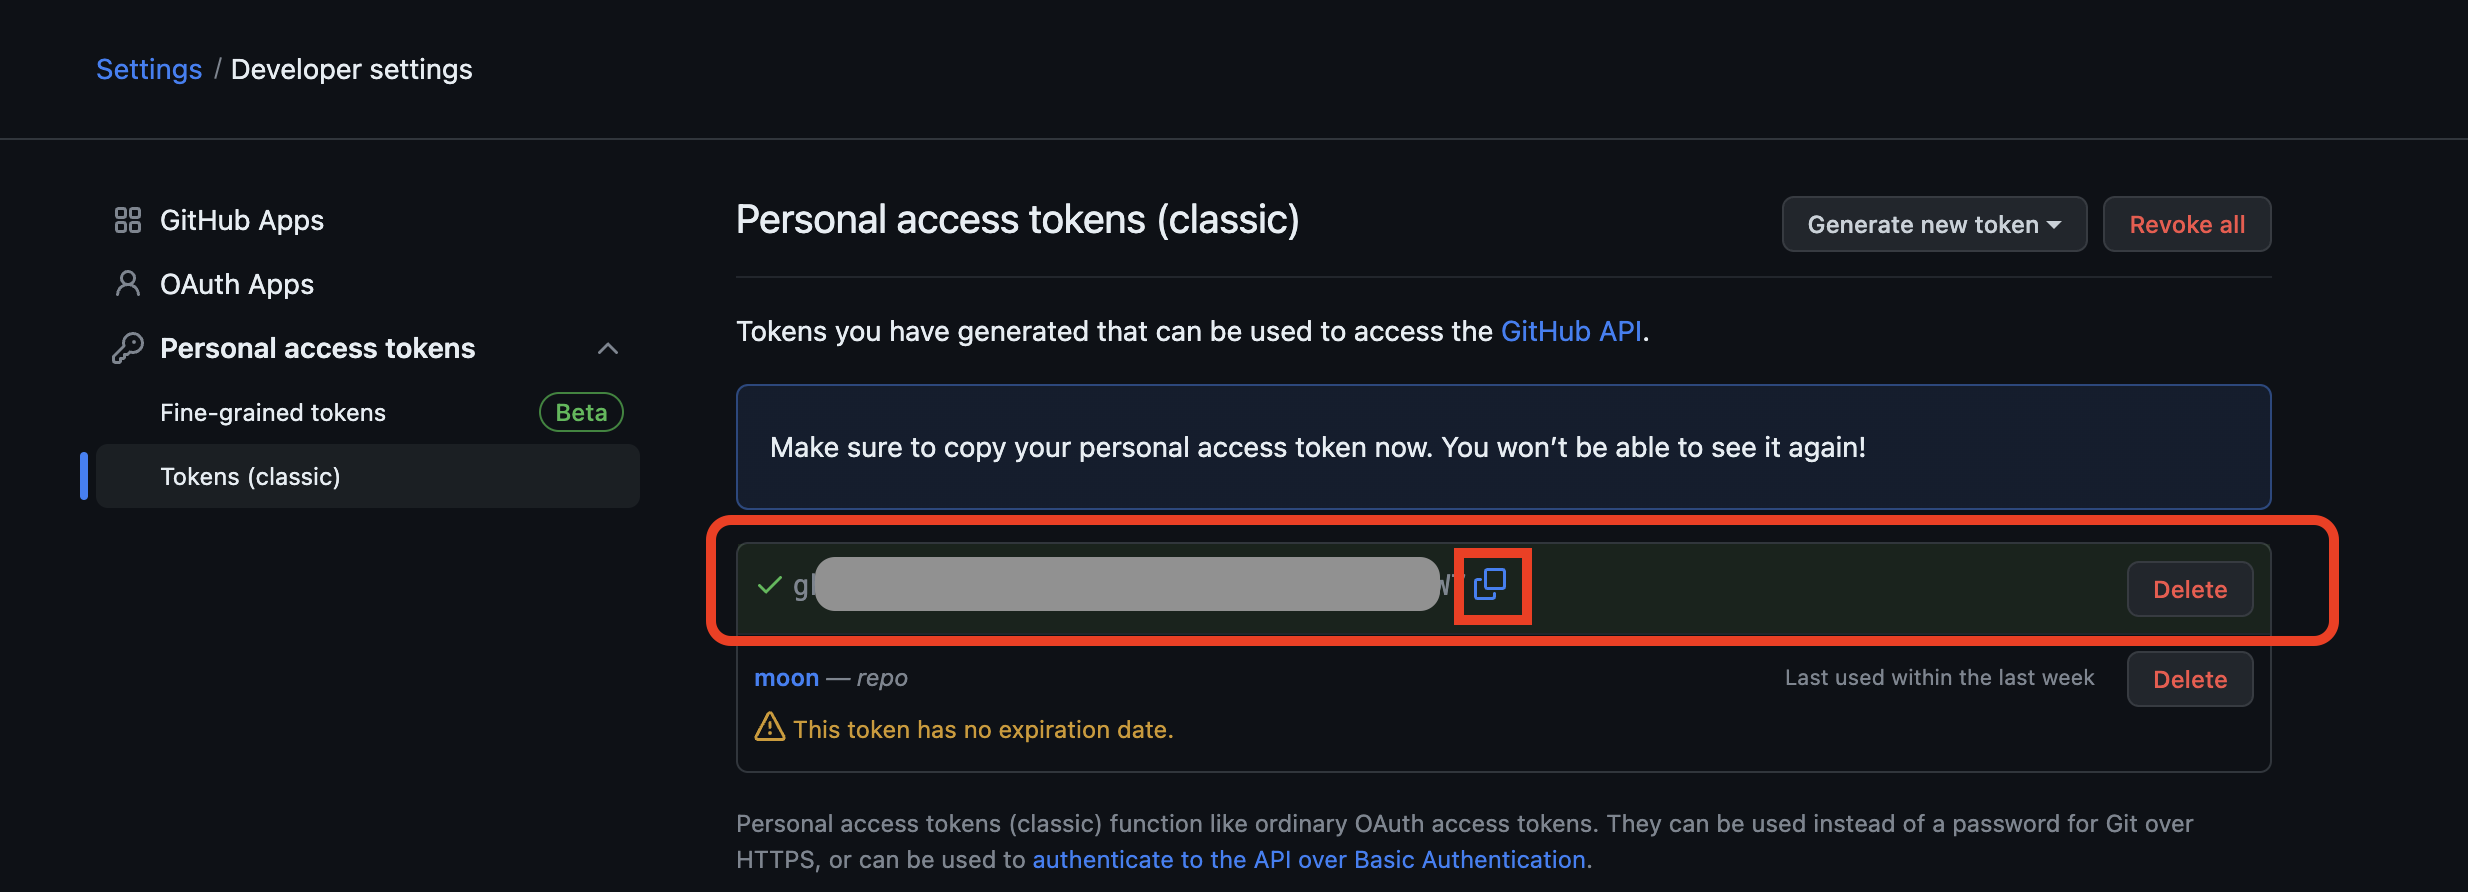 Settings / Developer settings
GitHub Apps
OAuth Apps
Personal access tokens
Fine-grained tokens Beta
Tokens (classic)
Personal access tokens (classic) Generate new token Revoke all
Tokens you have generated that can be used to access the GitHub API.
Make sure to copy your personal access token now. You won’t be able to see it again!
Delete
moon — repo Last used within the last week Delete
This token has no expiration date.
Personal access tokens (classic) function like ordinary OAuth access tokens. They can be used instead of a password for Git over
HTTPS, or can be used to authenticate to the API over Basic Authentication.